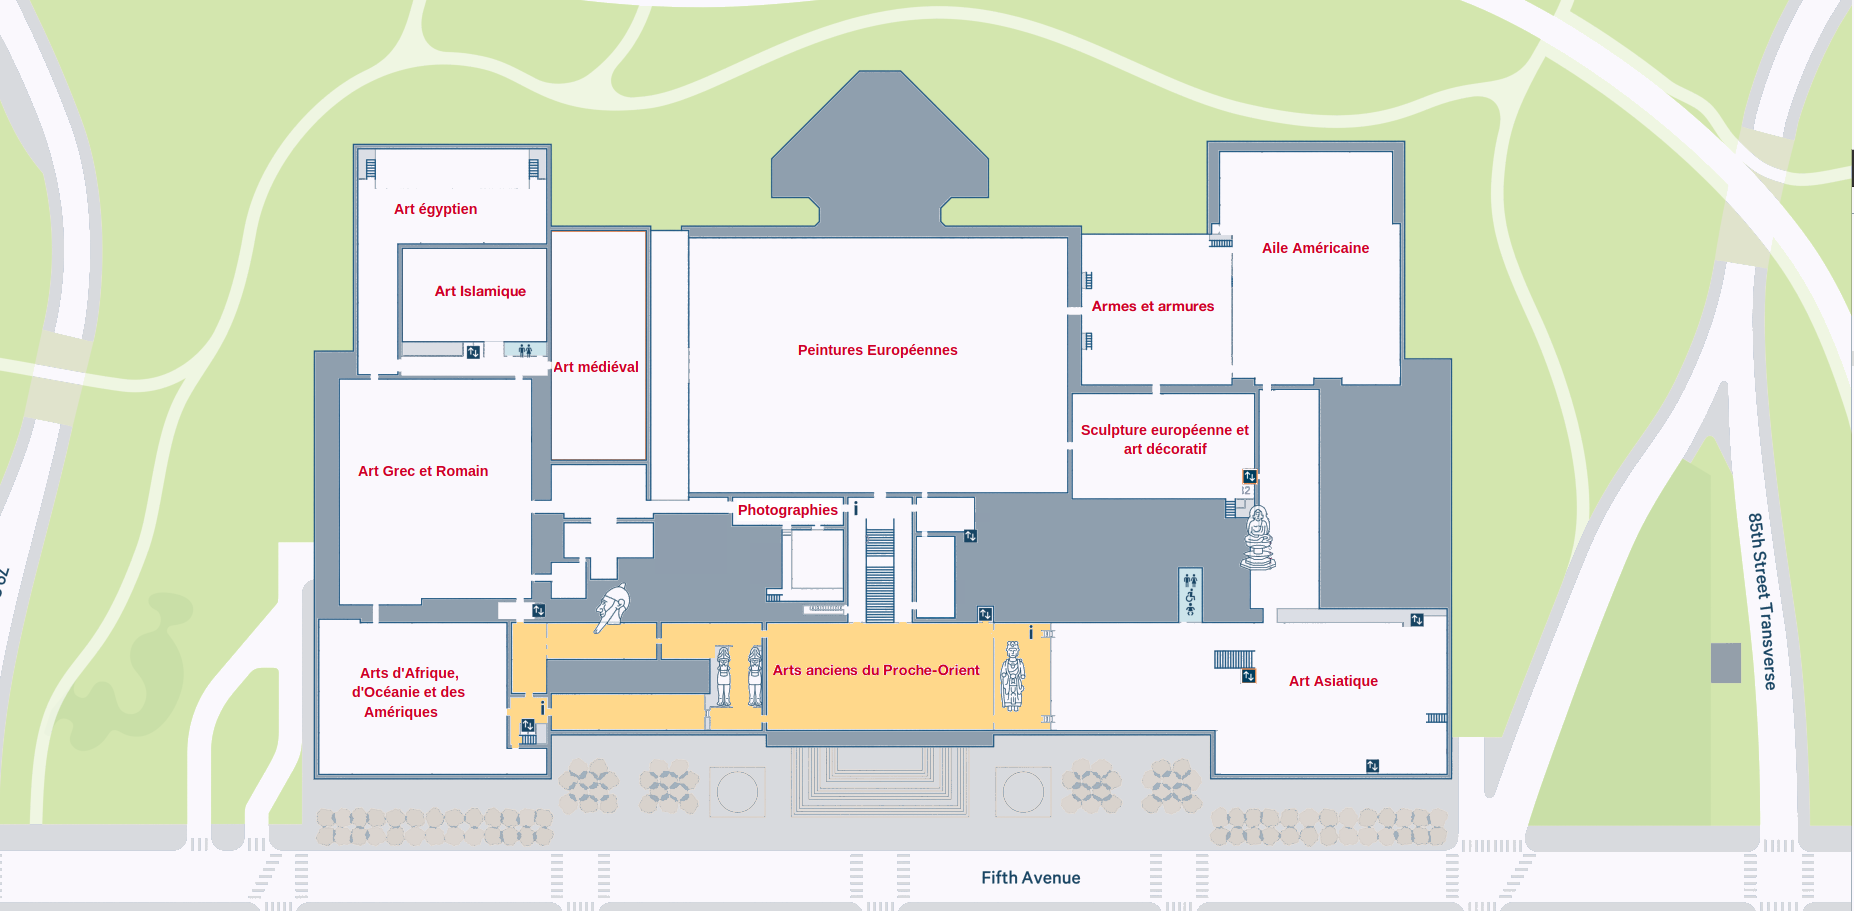 Art égyptien
Aile Américaine
Art Islamique
Armes et armures
Peintures Européennes
Art médiéval
Sculpture européenne et
art décoratif
Art Grec et Romain
Photographies
i
Arts d'Afrique,
d'Océanie et des
Amériques
i
Arts anciens du Proche-Orient
i
Art Asiatique
85th Street Transverse
Fifth Avenue